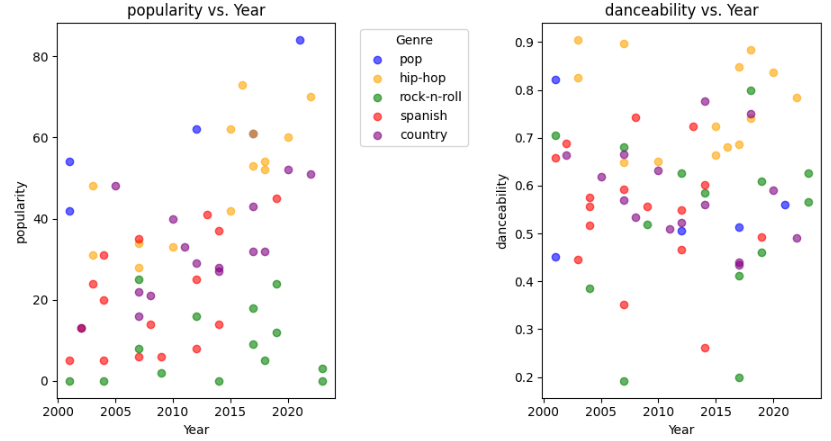 popularity vs. Year
popularity
80
60
40
20
0
2000 2005 2010 2015 2020
Year
Genre
pop
hip-hop
rock-n-roll
spanish
country
danceability vs. Year
danceability
0.9
0.8
0.7
0.6
0.5
0.4
0.3
0.2
2000 2005 2010 2015 2020
Year